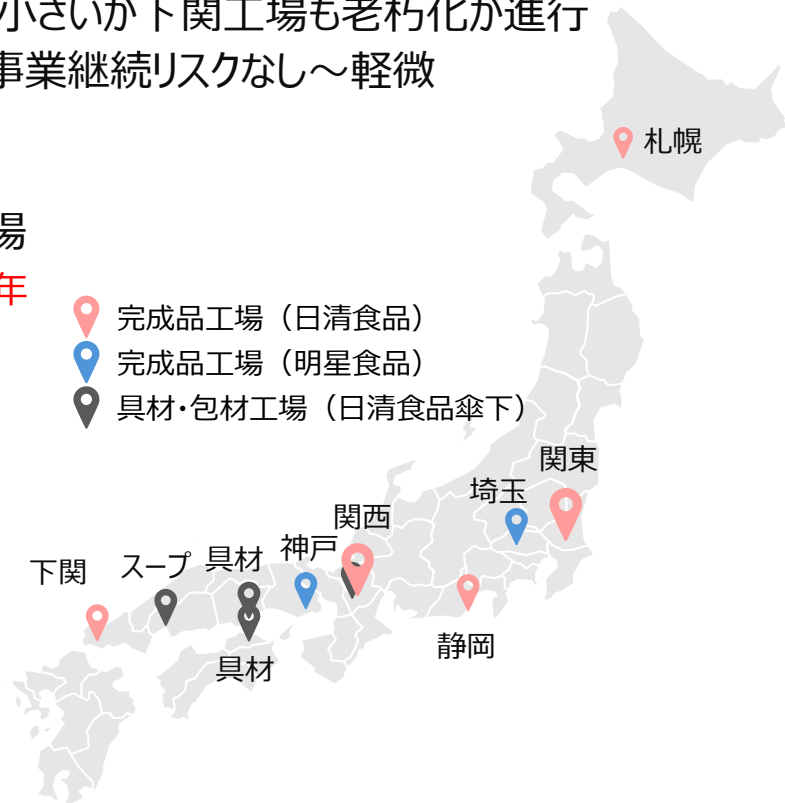 小さいが下関工場も老朽化が進行
事業継続リスクなし～軽微
場
年
完成品工場（日清食品）
完成品工場（明星食品）
具材・包材工場（日清食品傘下）
札幌
関東
埼玉
関西
神戸
具材
スープ
下関
静岡
具材